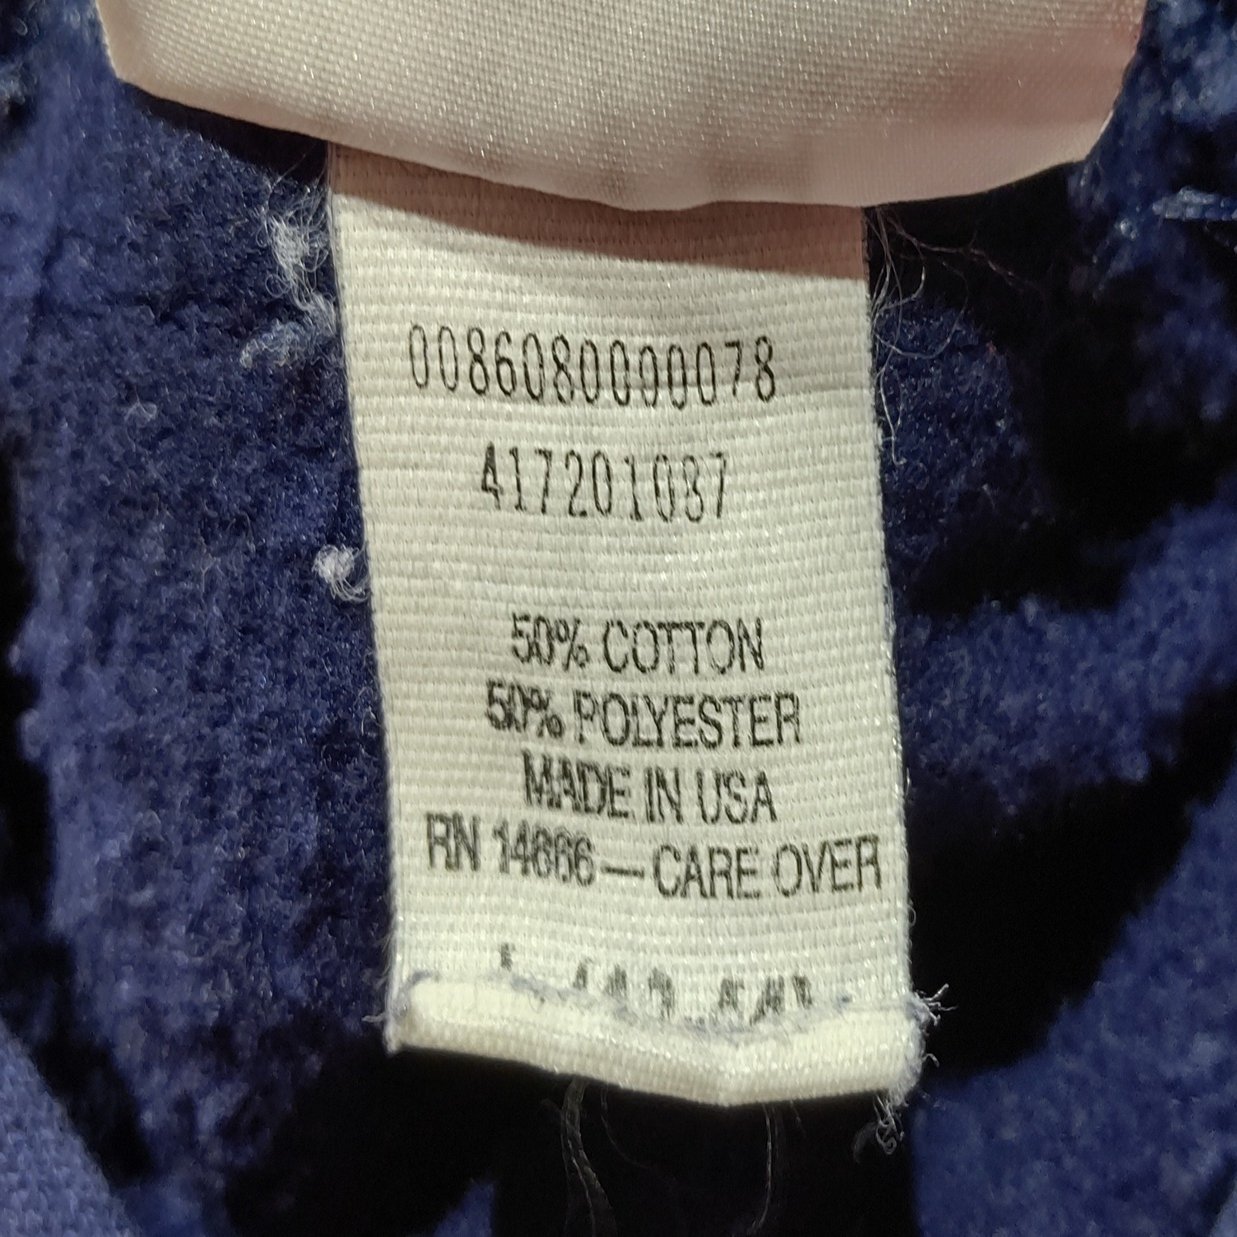 0086080000078
417201087
50% COTTON
50% POLYESTER
MADE IN USA
RN 14666—CARE OVER